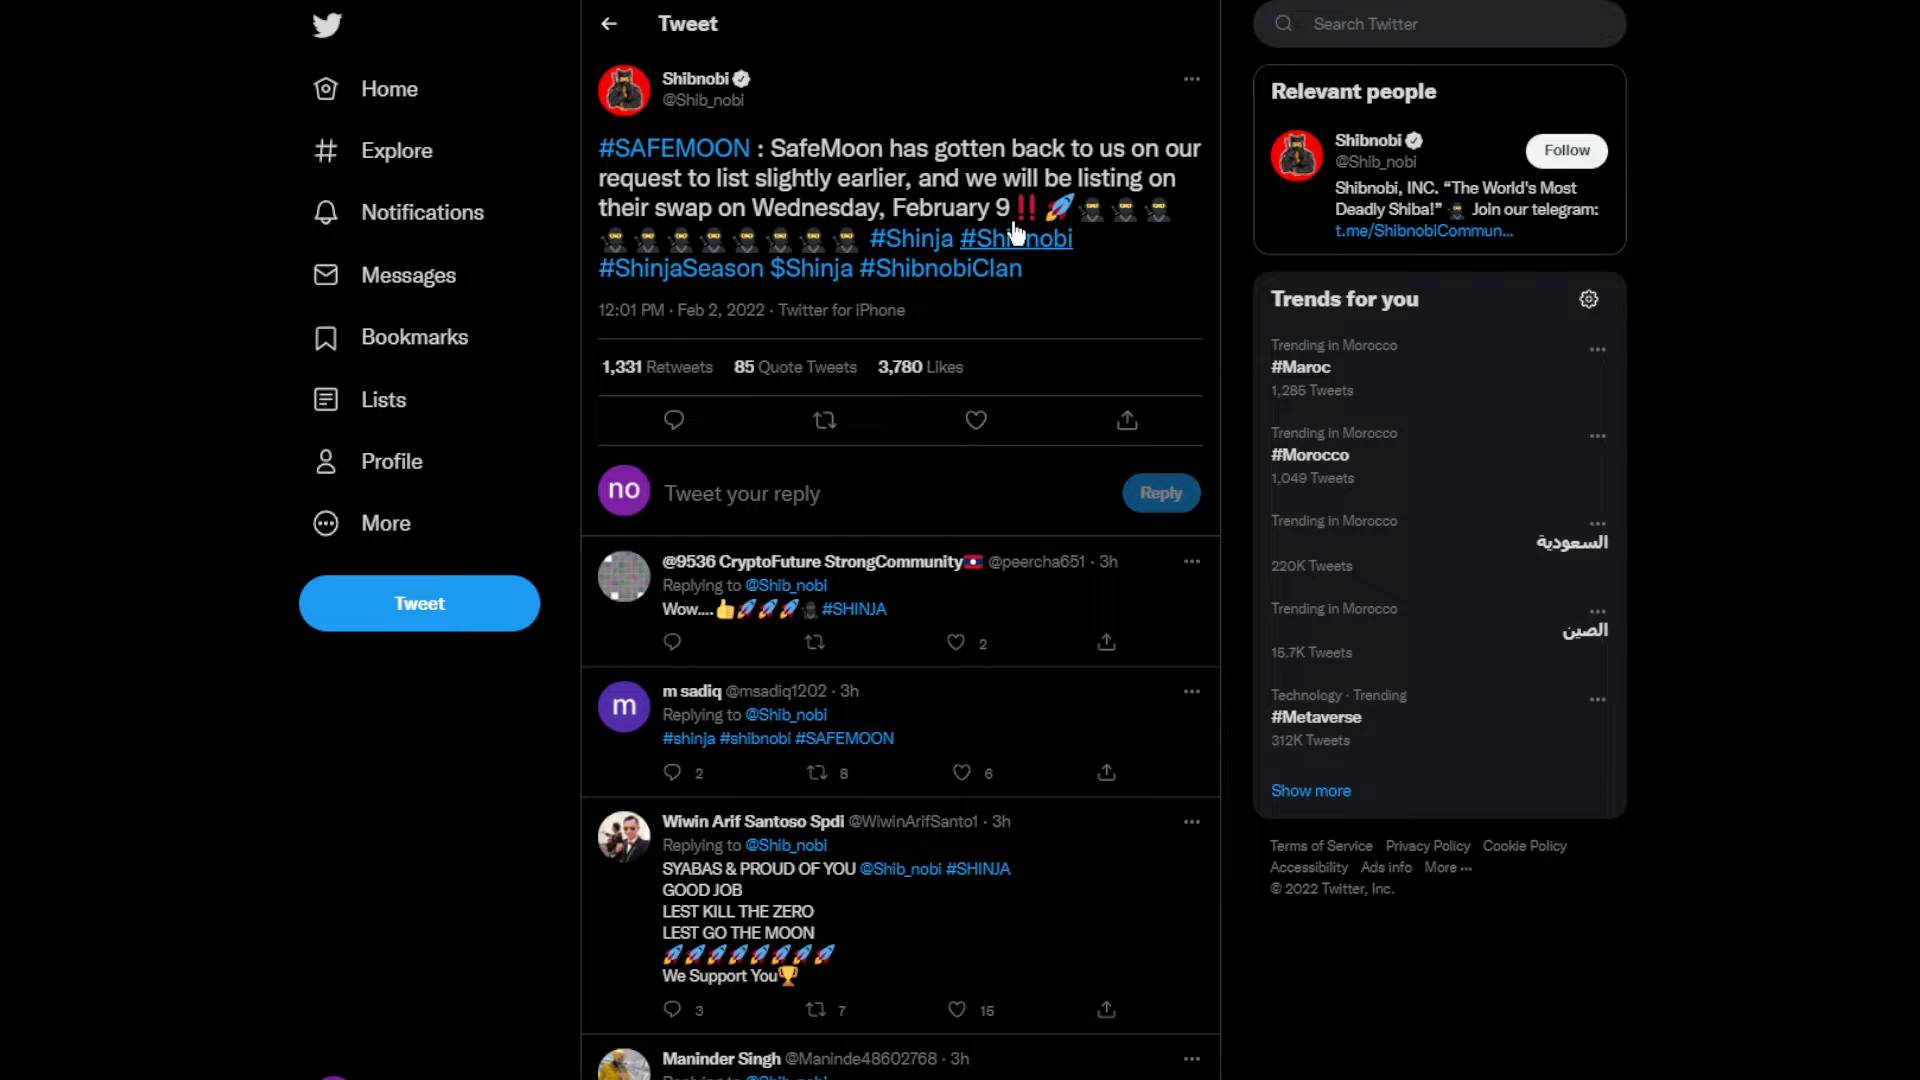 Home
Explore
Notifications
Messages
Bookmarks
Lists
Profile
More
Tweet
Tweet
Shibnobi
@Shib_nobi
#SAFEMOON : SafeMoon has gotten back to us on our
request to list slightly earlier, and we will be listing on
their swap on Wednesday, February 9‼️🚀🥷🥷🥷
🥷🥷🥷🥷🥷🥷🥷🥷 #Shinja #Shibnobi
#ShinjaSeason $Shinja #ShibnobiClan
12:01 PM · Feb 2, 2022 · Twitter for iPhone
1,331 Retweets 85 Quote Tweets 3,780 Likes
no Tweet your reply Reply
@9536 CryptoFuture StrongCommunity🇱🇦 @peercha651 · 3h
Replying to @Shib_nobi
Wow....👍🚀🚀🚀🥷#SHINJA
2
m
m sadiq @msadiq1202 · 3h
Replying to @Shib_nobi
#shinja #shibnobi #SAFEMOON
2 8 6
Wiwin Arif Santoso Spdi @WiwinArifSanto1 · 3h
Replying to @Shib_nobi
SYABAS & PROUD OF YOU @Shib_nobi #SHINJA
GOOD JOB
LEST KILL THE ZERO
LEST GO THE MOON
🚀🚀🚀🚀🚀🚀🚀🚀
We Support You🏆
3 7 15
Maninder Singh @Maninde48602768 · 3h
Replying to @Shib_nobi
Search Twitter
Relevant people
Shibnobi
@Shib_nobi
Follow
Shibnobi, INC. “The World's Most
Deadly Shiba!” 🥷 Join our telegram:
t.me/ShibnobiCommun...
Trends for you
Trending in Morocco
#Maroc
1,285 Tweets
Trending in Morocco
#Morocco
1,049 Tweets
Trending in Morocco
السعودية
220K Tweets
Trending in Morocco
الصين
15.7K Tweets
Technology · Trending
#Metaverse
312K Tweets
Show more
Terms of Service Privacy Policy Cookie Policy
Accessibility Ads info More ···
© 2022 Twitter, Inc.